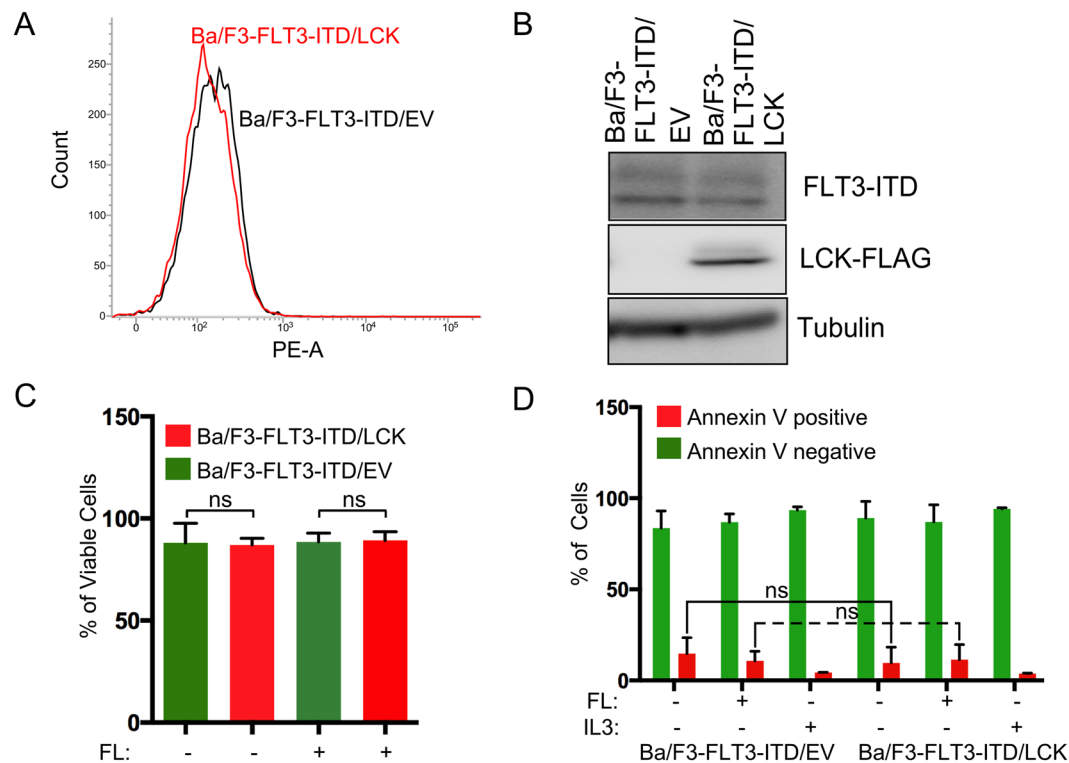 A
Ba/F3-FLT3-ITD/LCK
Ba/F3-FLT3-ITD/EV
Count
250
200
150
100
50
0
0
10²
10³
10⁴
10⁵
PE-A
B
Ba/F3-
FLT3-ITD/
EV
Ba/F3-
FLT3-ITD/
LCK
FLT3-ITD
LCK-FLAG
Tubulin
C
% of Viable Cells
150
100
50
0
Ba/F3-FLT3-ITD/LCK
Ba/F3-FLT3-ITD/EV
ns
ns
FL: - - + +
D
% of Cells
150
100
50
0
Annexin V positive
Annexin V negative
ns
ns
FL: - + - - + -
IL3: - - + - - +
Ba/F3-FLT3-ITD/EV Ba/F3-FLT3-ITD/LCK